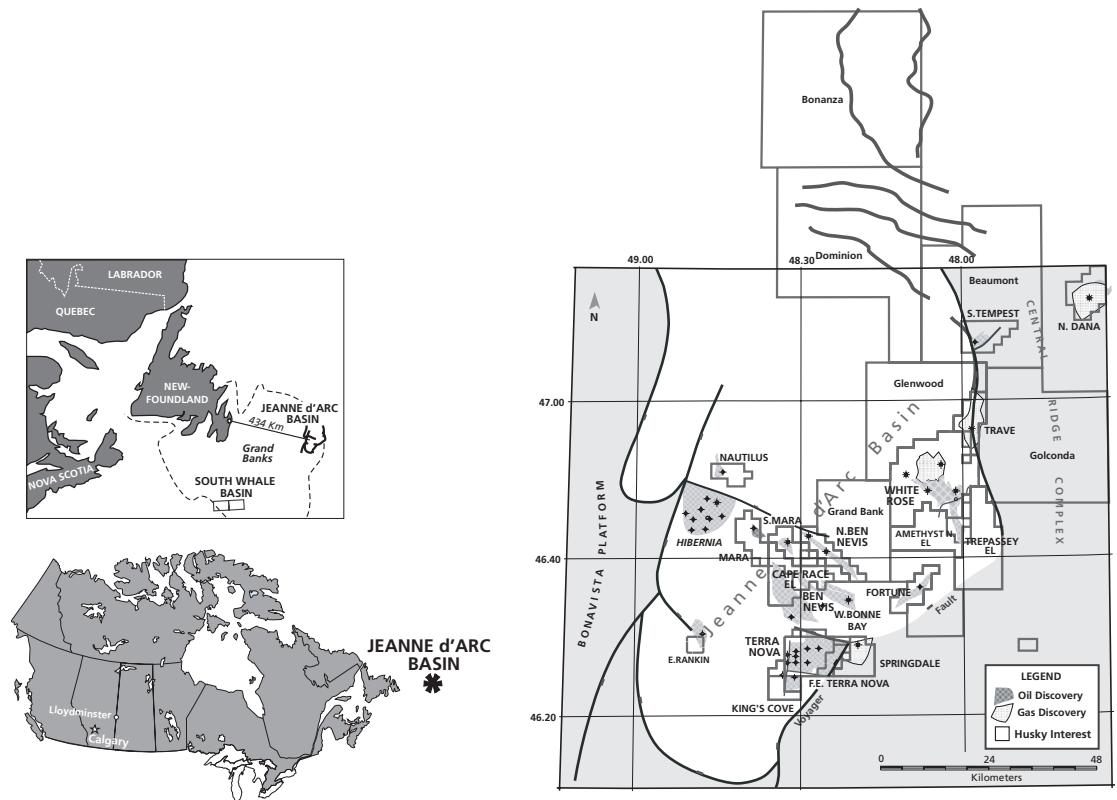 LABRADOR
QUEBEC
NEW-
FOUNDLAND
JEANNE d'ARC
BASIN
434 Km
Grand
Banks
NOVA SCOTIA
SOUTH WHALE
BASIN
JEANNE d'ARC
BASIN
Lloydminster
Calgary
Bonanza
Dominion
49.00
48.30
48.00
Beaumont
N
S.TEMPEST
N. DANA
CENTRAL
RIDGE
COMPLEX
Glenwood
47.00
Jeanne d'Arc Basin
TRAVE
Golconda
NAUTILUS
WHITE
ROSE
BONAVISTA PLATFORM
Grand Bank
S.MARA
HIBERNIA
N.BEN
NEVIS
AMETHYST N.
EL
TREPASSEY
EL
MARA
46.40
CAPE RACE
EL
FORTUNE
BEN
NEVIS
W.BONNE
BAY
Fault
TERRA
NOVA
E.RANKIN
SPRINGDALE
F.E. TERRA NOVA
KING'S COVE
Voyager
46.20
LEGEND
Oil Discovery
Gas Discovery
Husky Interest
0 24 48
Kilometers